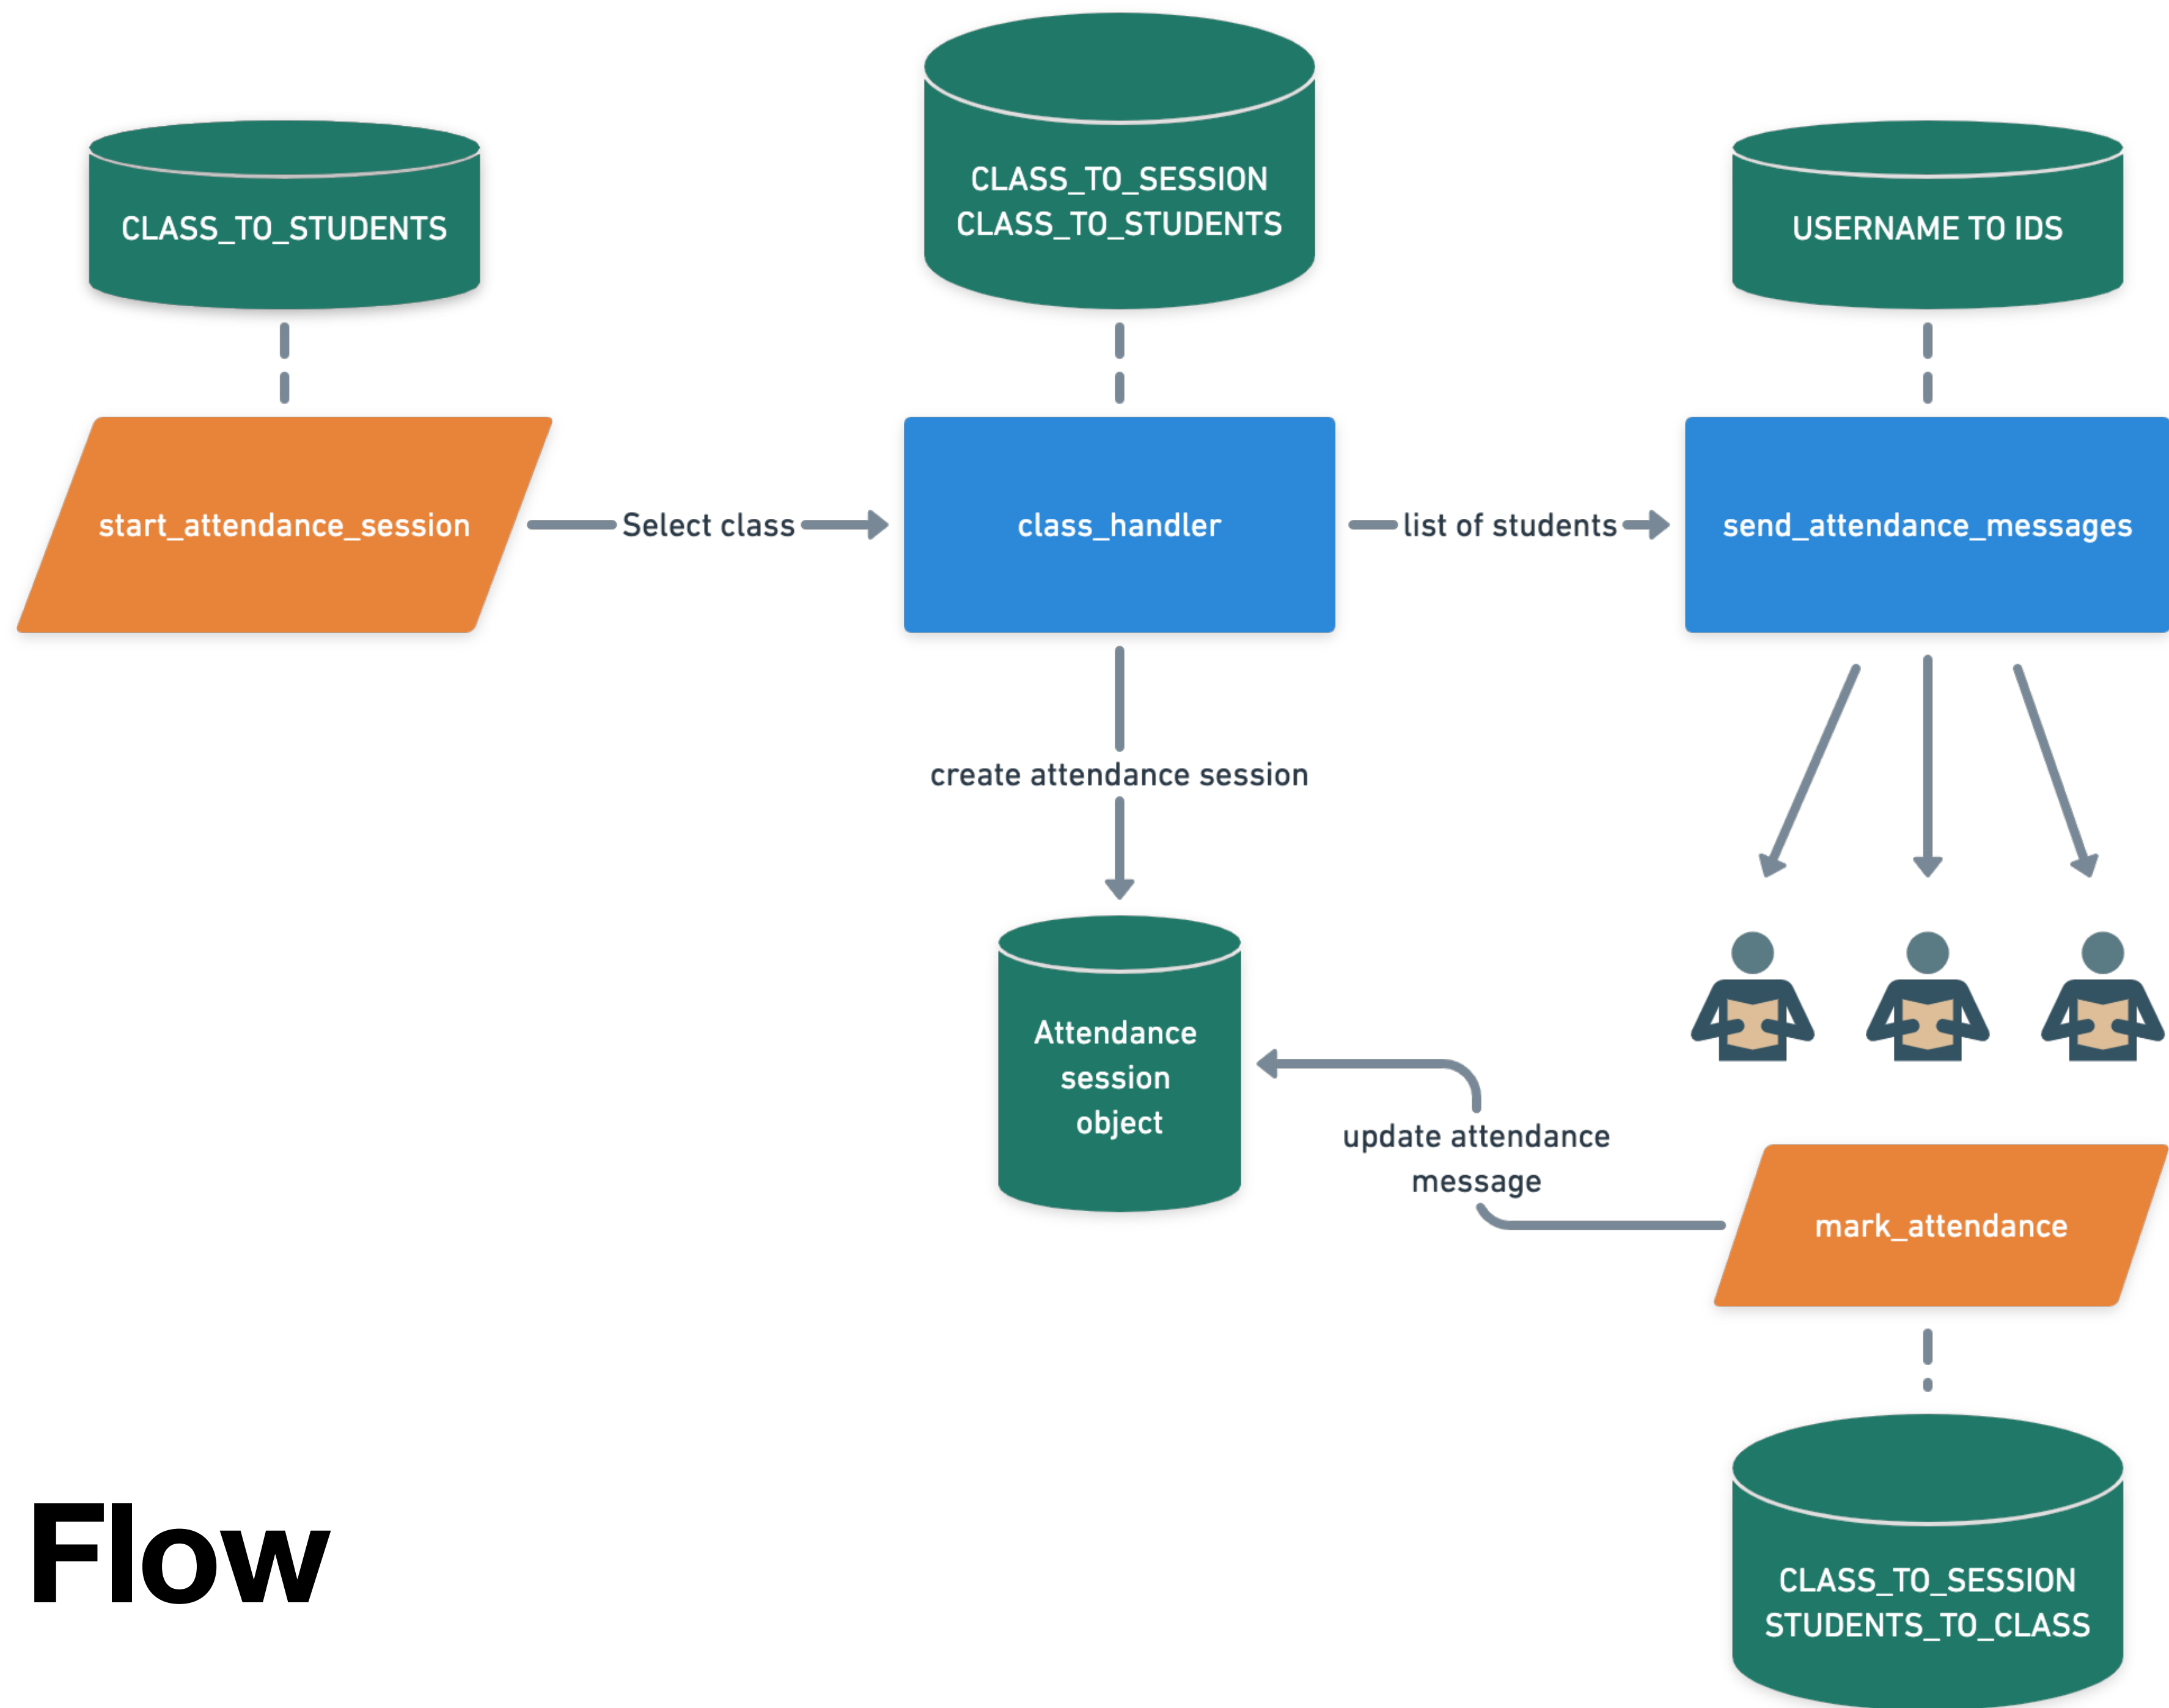 CLASS_TO_STUDENTS
CLASS_TO_SESSION
CLASS_TO_STUDENTS
USERNAME TO IDS
start_attendance_session
Select class
class_handler
list of students
send_attendance_messages
create attendance session
Attendance
session
object
update attendance
message
mark_attendance
CLASS_TO_SESSION
STUDENTS_TO_CLASS
Flow